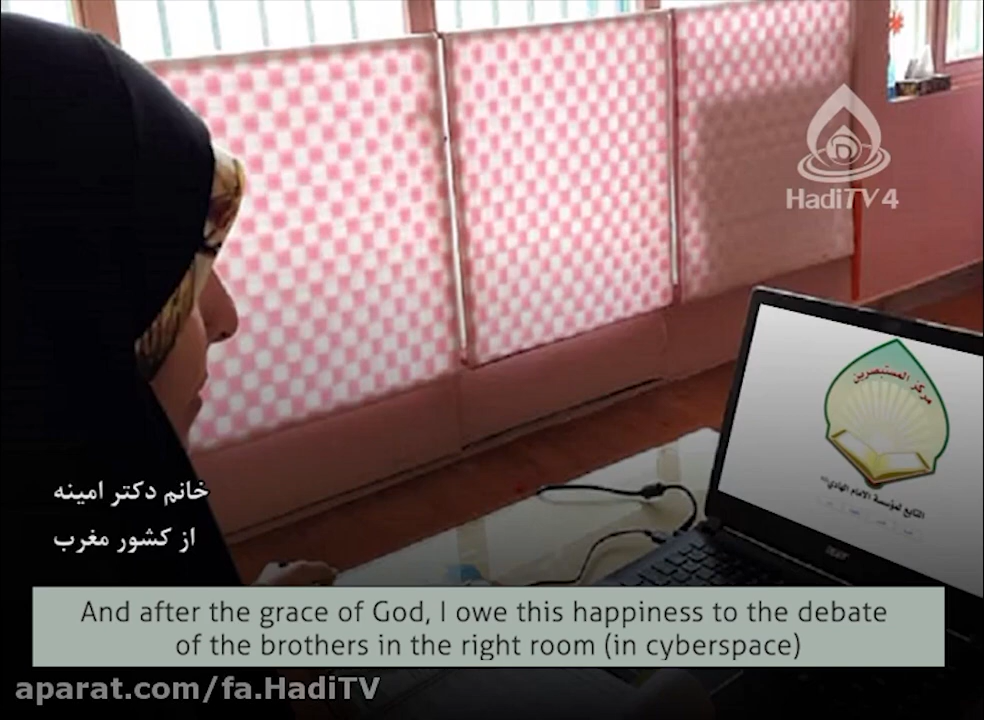 HadiTV4
مركز المستبصرين
التابع لمؤسسة الإمام الهادي
acer
خانم دکتر امینه
از کشور مغرب
And after the grace of God, I owe this happiness to the debate
of the brothers in the right room (in cyberspace)
aparat.com/fa.HadiTV